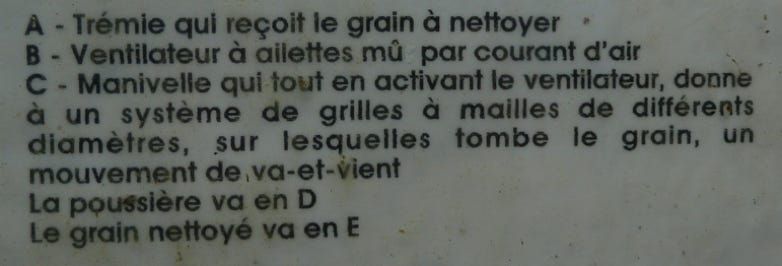 A - Trémie qui reçoit le grain à nettoyer
B - Ventilateur à ailettes mû par courant d'air
C - Manivelle qui tout en activant le ventilateur, donne
à un système de grilles à mailles de différents
diamètres, sur lesquelles tombe le grain, un
mouvement de va-et-vient
La poussière va en D
Le grain nettoyé va en E